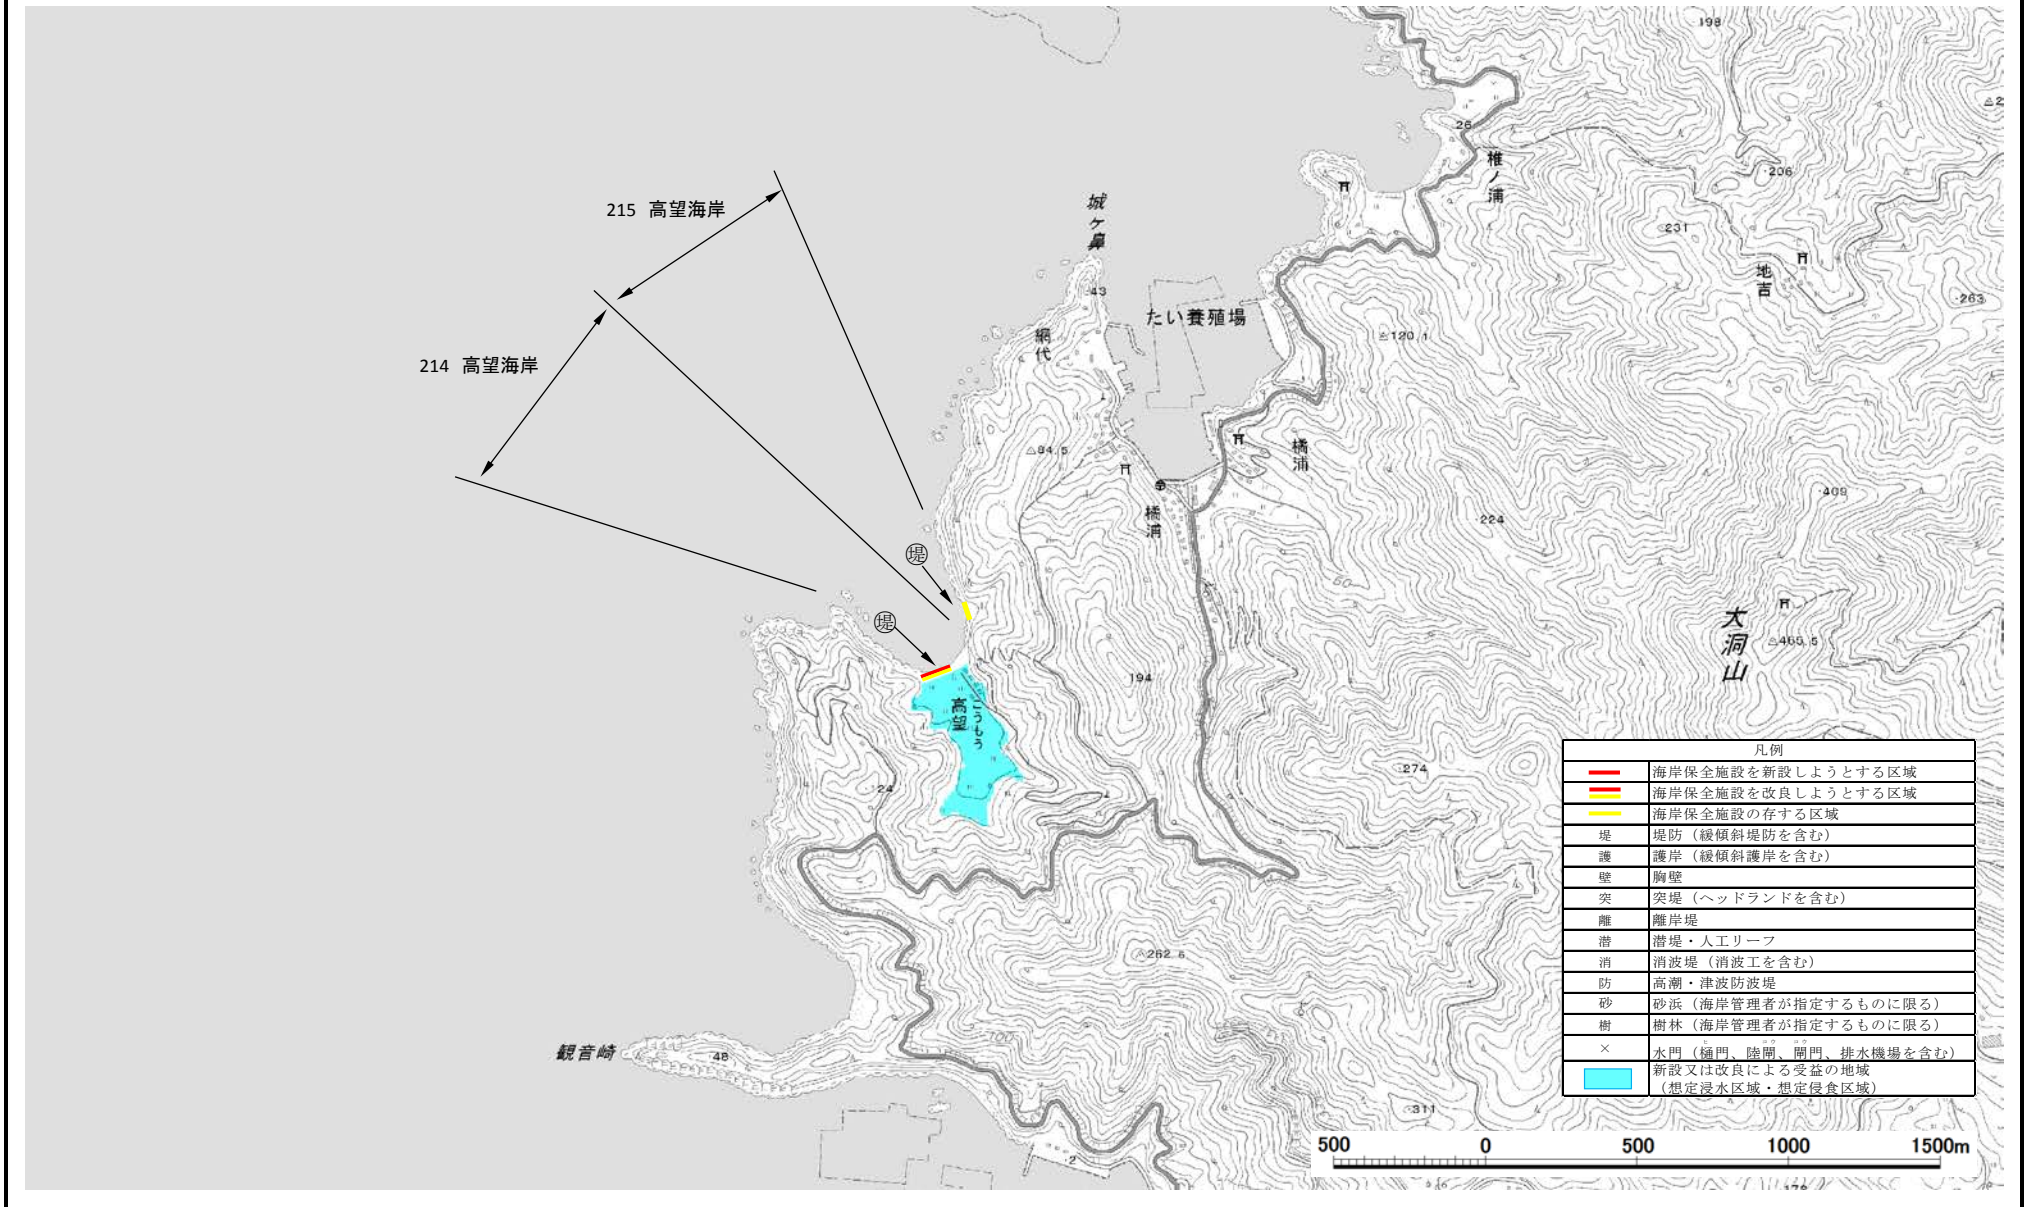 198
26
椎ノ浦
206
215 高望海岸
城ケ鼻
231
地吉
263
43
たい養殖場
網代
120.1
214 高望海岸
84.5
橘浦
409
橘浦
224
堤
60
堤
大洞山
465.5
194
高望
こうもう
274
124
262.6
観音崎
48
311
2
凡例
海岸保全施設を新設しようとする区域
海岸保全施設を改良しようとする区域
海岸保全施設の存する区域
堤 堤防（緩傾斜堤防を含む）
護 護岸（緩傾斜護岸を含む）
壁 胸壁
突 突堤（ヘッドランドを含む）
離 離岸堤
潜 潜堤・人工リーフ
消 消波堤（消波工を含む）
防 高潮・津波防波堤
砂 砂浜（海岸管理者が指定するものに限る）
樹 樹林（海岸管理者が指定するものに限る）
× 水門（樋門、陸閘、閘門、排水機場を含む）
新設又は改良による受益の地域
（想定浸水区域・想定侵食区域）
500 0 500 1000 1500m